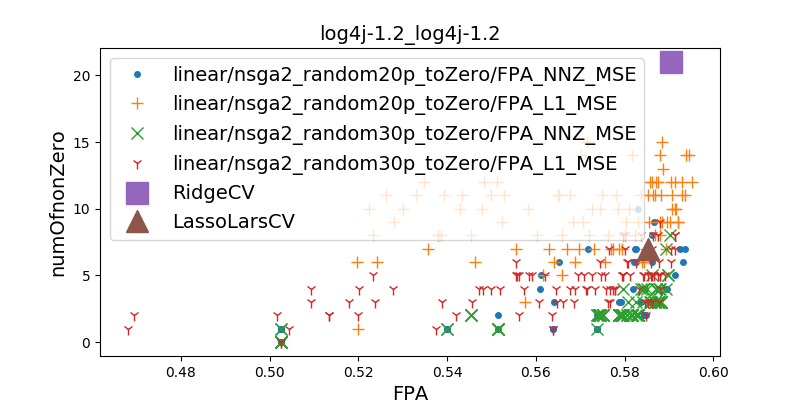 log4j-1.2_log4j-1.2
linear/nsga2_random20p_toZero/FPA_NNZ_MSE
linear/nsga2_random20p_toZero/FPA_L1_MSE
linear/nsga2_random30p_toZero/FPA_NNZ_MSE
linear/nsga2_random30p_toZero/FPA_L1_MSE
RidgeCV
LassoLarsCV
numOfnonZero
20
15
10
5
0
0.48 0.50 0.52 0.54 0.56 0.58 0.60
FPA